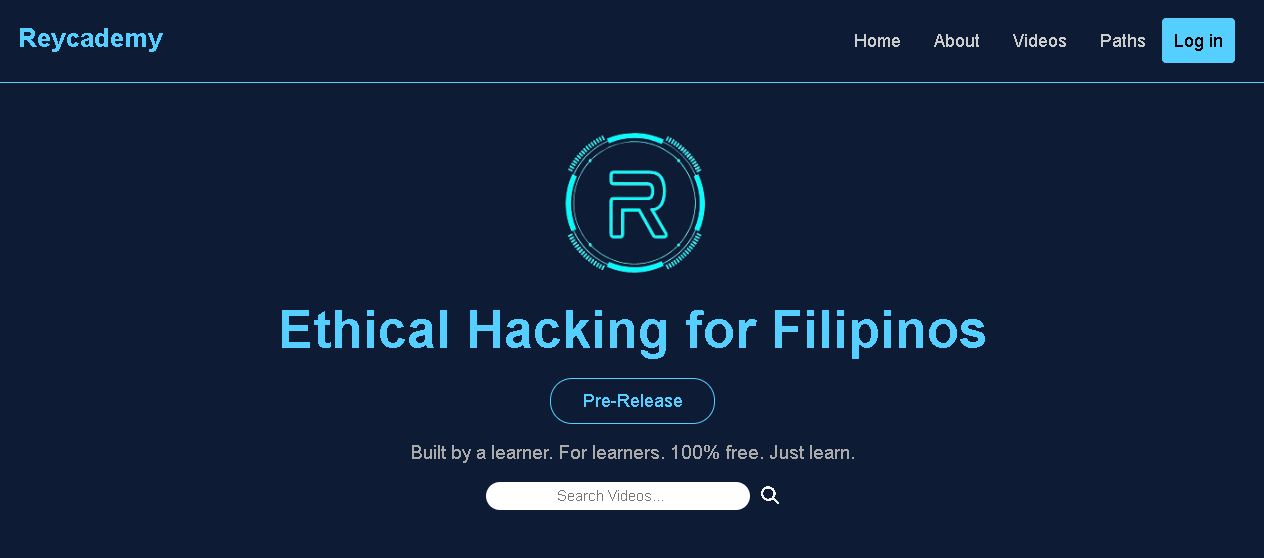 Reycademy
Home About Videos Paths Log in
R
Ethical Hacking for Filipinos
Pre-Release
Built by a learner. For learners. 100% free. Just learn.
Search Videos...